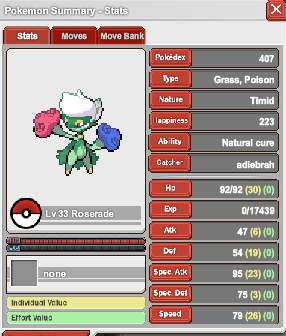 Pokemon Summary - Stats
Stats
Moves
Move Bank
Pokédex 407
Type Grass, Poison
Nature Timid
Happiness 223
Ability Natural cure
Catcher adiebrah
Hp 92/92 (30) (0)
Exp 0/17439
Atk 47 (6) (0)
Def 54 (19) (0)
Spec. Atk 95 (23) (0)
Spec. Def 75 (3) (0)
Speed 79 (26) (0)
Lv 33 Roserade
none
Individual Value
Effort Value